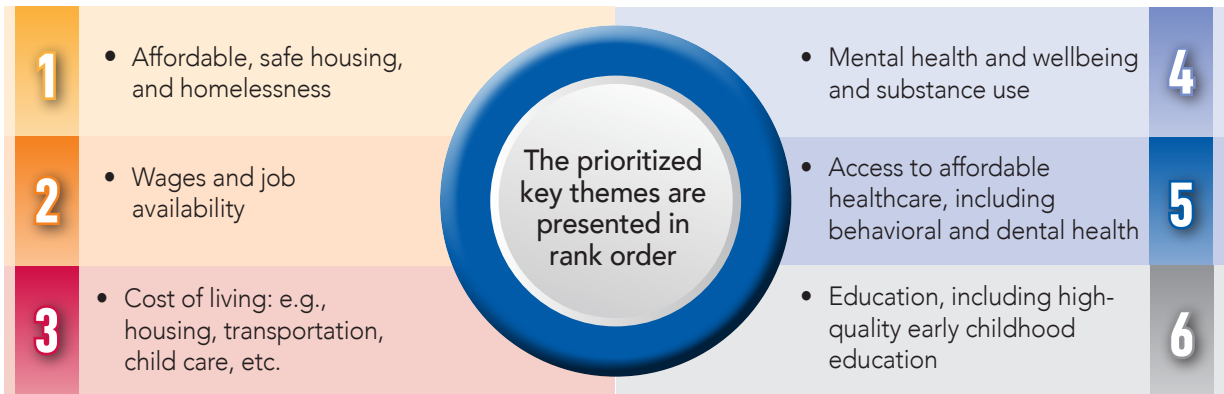 1
• Affordable, safe housing,
and homelessness
2
• Wages and job
availability
3
• Cost of living: e.g.,
housing, transportation,
child care, etc.
The prioritized
key themes are
presented in
rank order
• Mental health and wellbeing
and substance use
4
• Access to affordable
healthcare, including
behavioral and dental health
5
• Education, including high-
quality early childhood
education
6